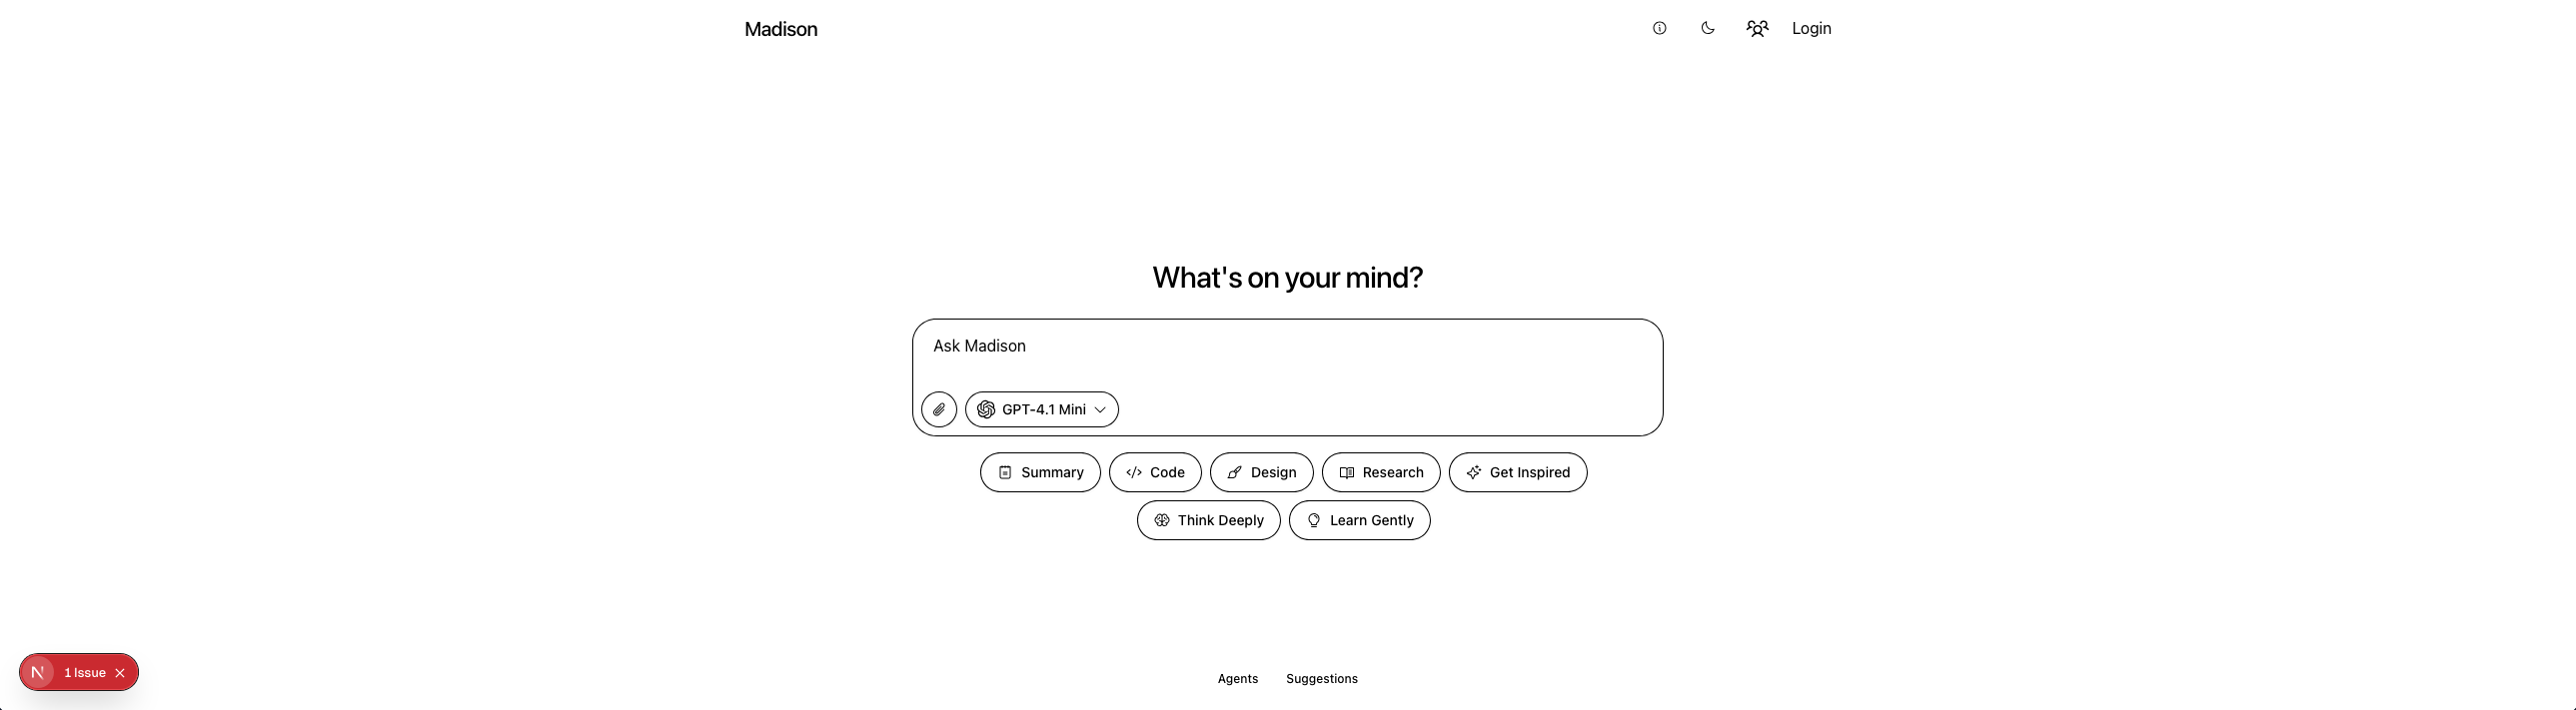 Madison
Login
What's on your mind?
Ask Madison
GPT-4.1 Mini
Summary Code Design Research Get Inspired
Think Deeply Learn Gently
1 Issue
Agents Suggestions